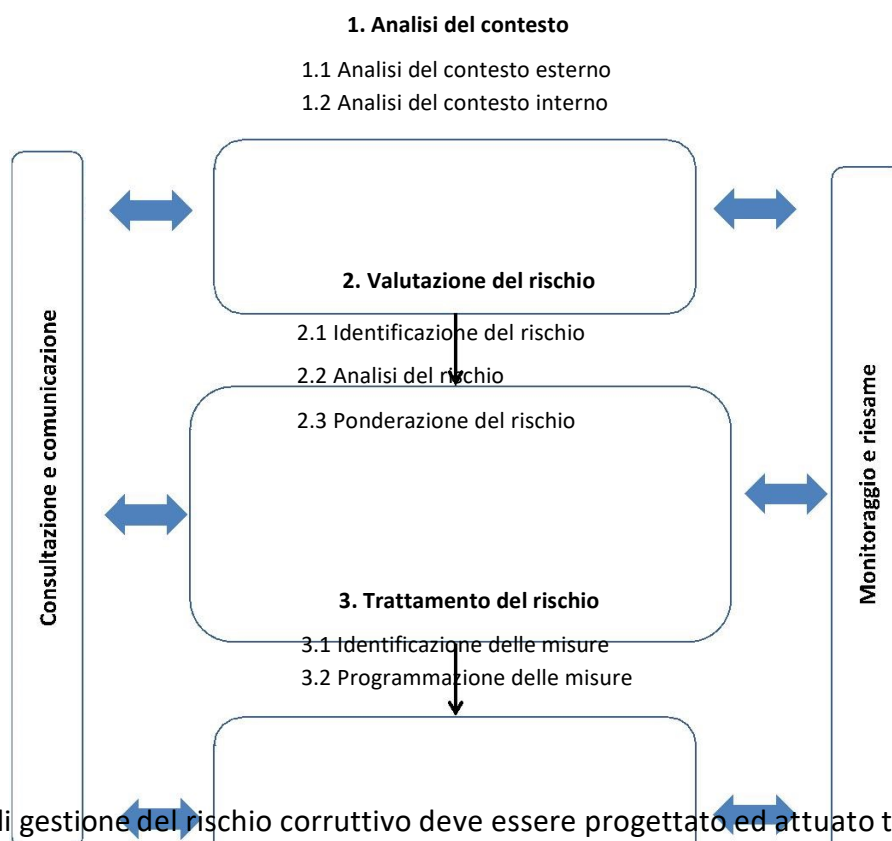 1. Analisi del contesto
1.1 Analisi del contesto esterno
1.2 Analisi del contesto interno
2. Valutazione del rischio
2.1 Identificazione del rischio
2.2 Analisi del rischio
2.3 Ponderazione del rischio
Consultazione e comunicazione
Monitoraggio e riesame
3. Trattamento del rischio
3.1 Identificazione delle misure
3.2 Programmazione delle misure
di gestione del rischio corruttivo deve essere progettato ed attuato